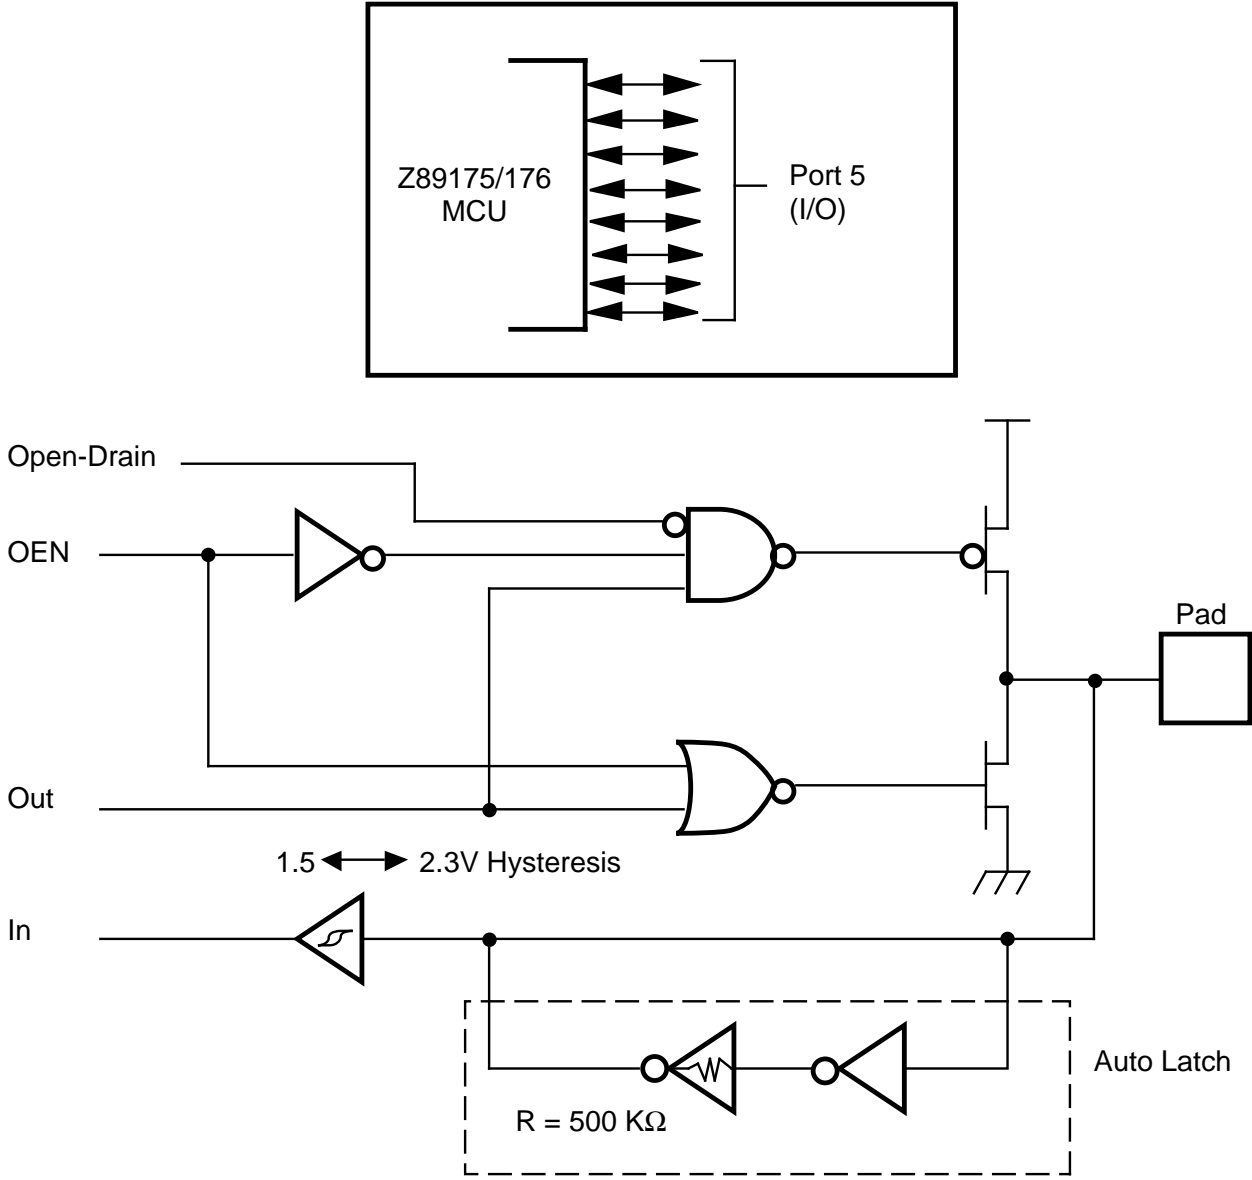 Z89175/176
MCU
Port 5
(I/O)
Open-Drain
OEN
Pad
Out
1.5 2.3V Hysteresis
In
Auto Latch
R = 500 KΩ